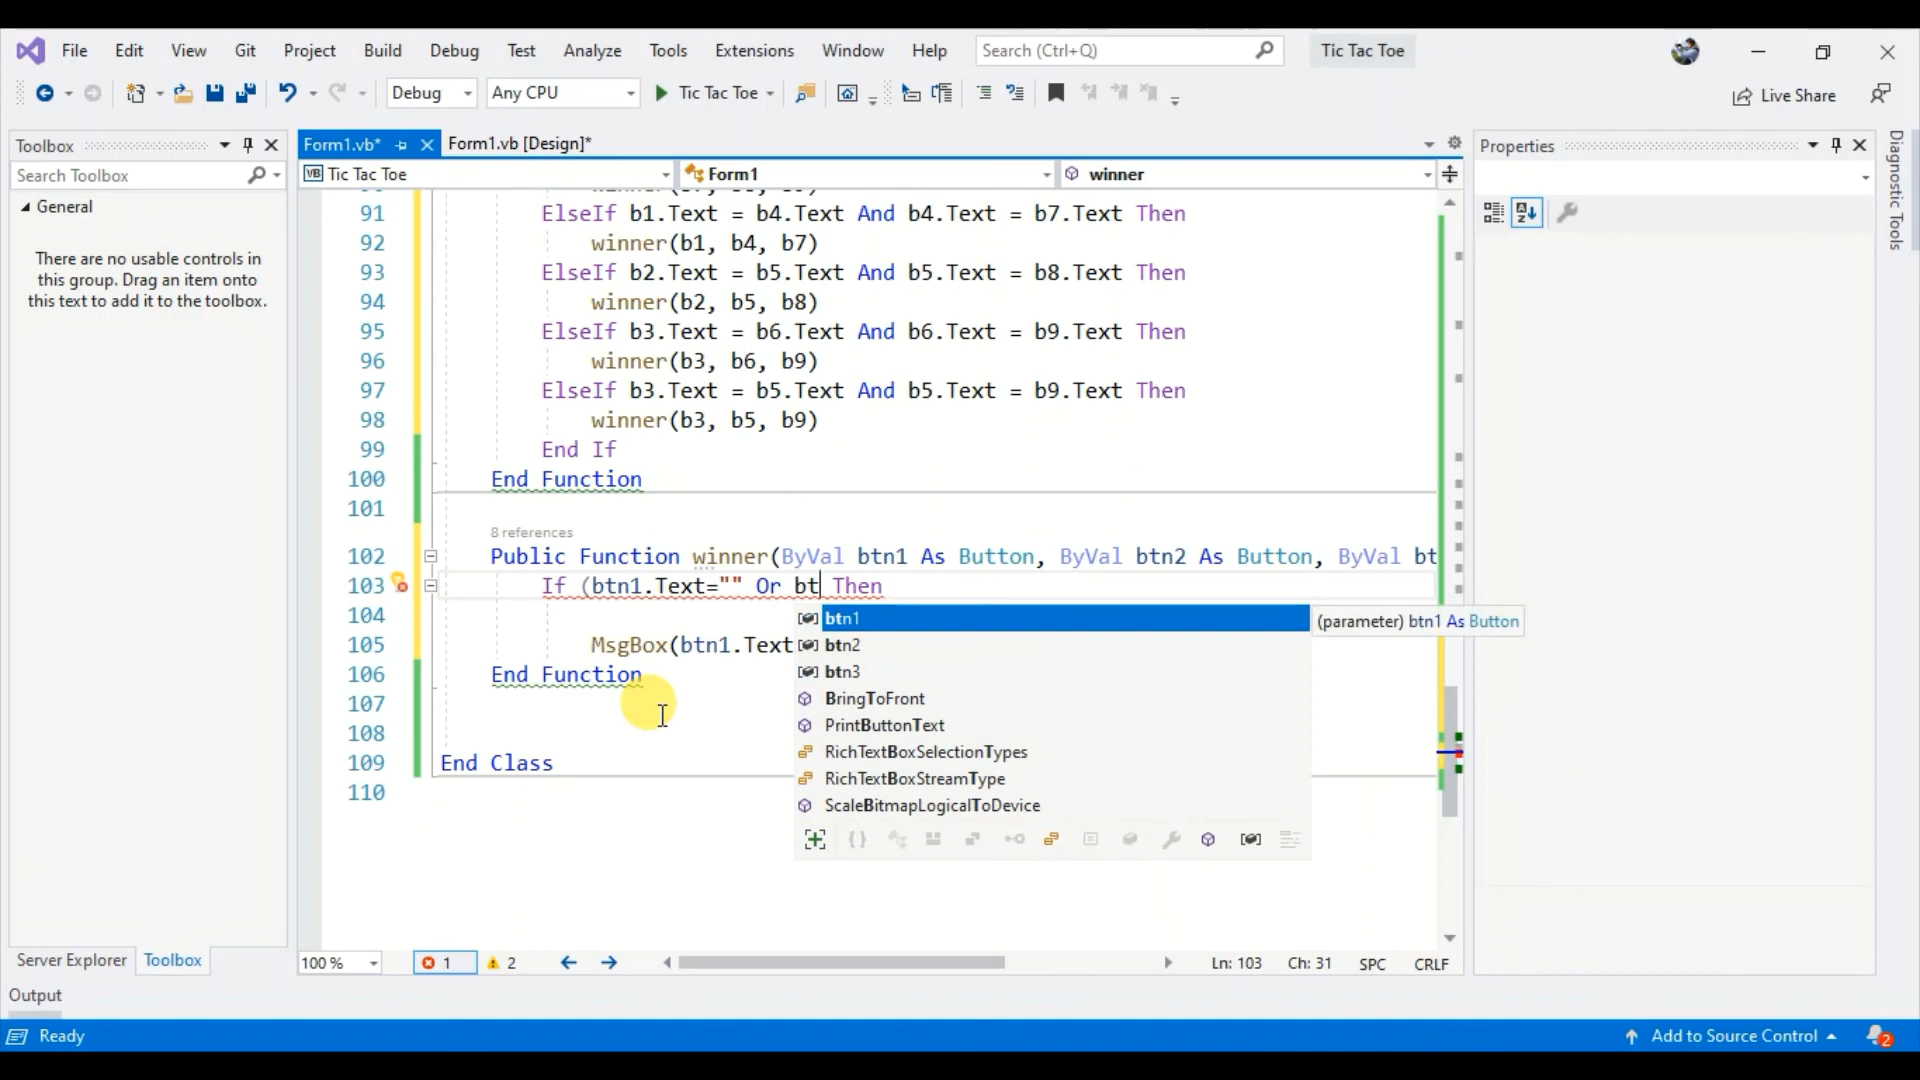 File Edit View Git Project Build Debug Test Analyze Tools Extensions Window Help Search (Ctrl+Q) Tic Tac Toe
Debug Any CPU Tic Tac Toe Live Share
Toolbox
Search Toolbox
General
There are no usable controls in
this group. Drag an item onto
this text to add it to the toolbox.
Server Explorer Toolbox
Form1.vb* Form1.vb [Design]*
VB Tic Tac Toe Form1 winner
91 ElseIf b1.Text = b4.Text And b4.Text = b7.Text Then
92 winner(b1, b4, b7)
93 ElseIf b2.Text = b5.Text And b5.Text = b8.Text Then
94 winner(b2, b5, b8)
95 ElseIf b3.Text = b6.Text And b6.Text = b9.Text Then
96 winner(b3, b6, b9)
97 ElseIf b3.Text = b5.Text And b5.Text = b9.Text Then
98 winner(b3, b5, b9)
99 End If
100 End Function
101
8 references
102 Public Function winner(ByVal btn1 As Button, ByVal btn2 As Button, ByVal bt
103 If (btn1.Text="" Or bt Then
104
105 MsgBox(btn1.Text
106 End Function
107
108
109 End Class
110
btn1
btn2
btn3
BringToFront
PrintButtonText
RichTextBoxSelectionTypes
RichTextBoxStreamType
ScaleBitmapLogicalToDevice
(parameter) btn1 As Button
100 % 1 2 Ln: 103 Ch: 31 SPC CRLF
Properties
Diagnostic Tools
Output
Ready Add to Source Control 2